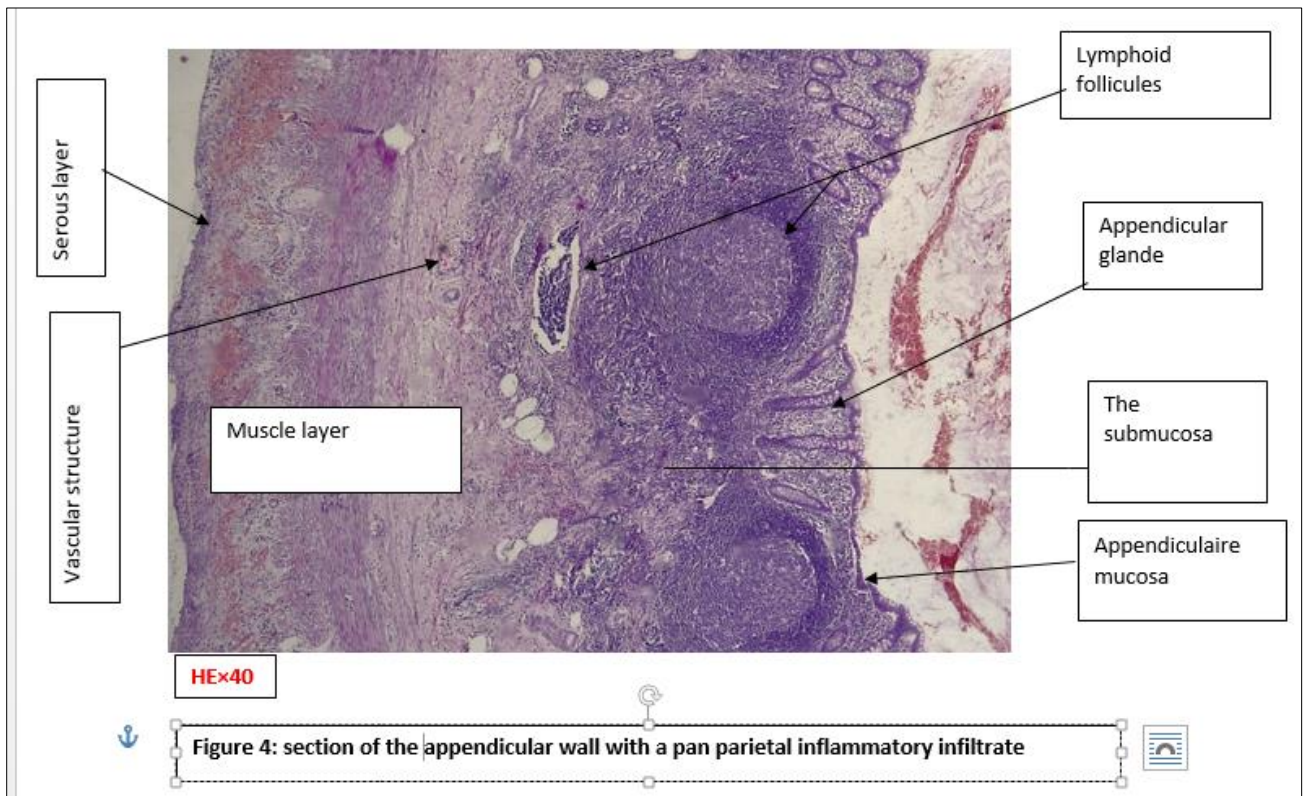 Lymphoid
follicules
Serous layer
Appendicular
glande
Vascular structure
Muscle layer
The
submucosa
Appendiculaire
mucosa
HE×40
Figure 4: section of the appendicular wall with a pan parietal inflammatory infiltrate